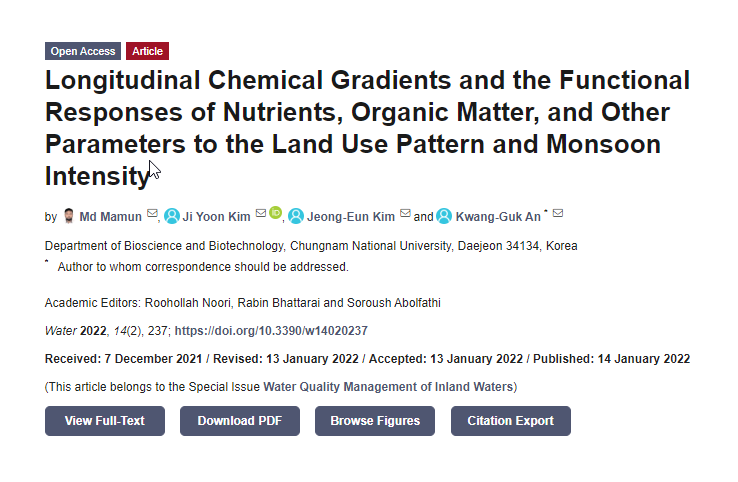 Open Access Article
Longitudinal Chemical Gradients and the Functional
Responses of Nutrients, Organic Matter, and Other
Parameters to the Land Use Pattern and Monsoon
Intensity
by Md Mamun, Ji Yoon Kim iD, Jeong-Eun Kim and Kwang-Guk An *
Department of Bioscience and Biotechnology, Chungnam National University, Daejeon 34134, Korea
* Author to whom correspondence should be addressed.
Academic Editors: Roohollah Noori, Rabin Bhattarai and Soroush Abolfathi
Water 2022, 14(2), 237; https://doi.org/10.3390/w14020237
Received: 7 December 2021 / Revised: 13 January 2022 / Accepted: 13 January 2022 / Published: 14 January 2022
(This article belongs to the Special Issue Water Quality Management of Inland Waters)
View Full-Text Download PDF Browse Figures Citation Export